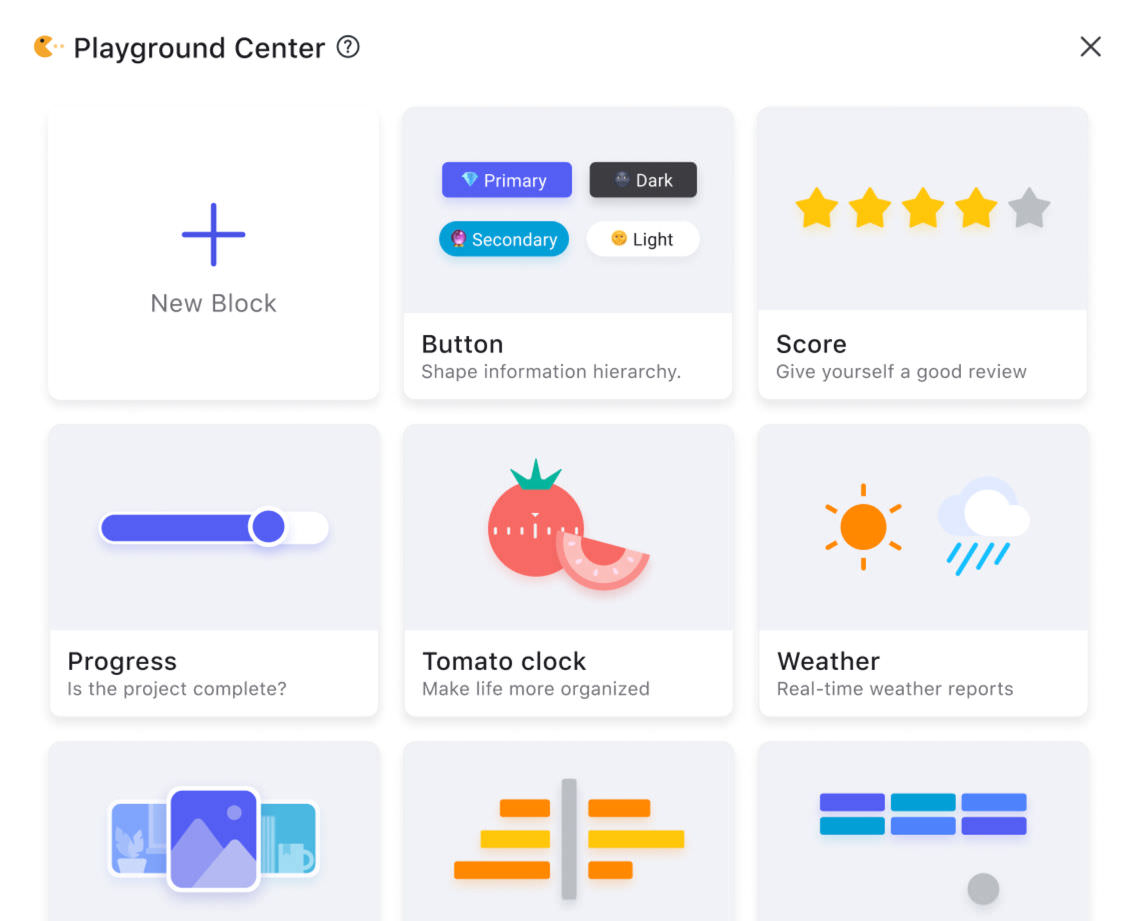 Playground Center
New Block
Primary
Dark
Secondary
Light
Button
Shape information hierarchy.
Score
Give yourself a good review
Progress
Is the project complete?
Tomato clock
Make life more organized
Weather
Real-time weather reports